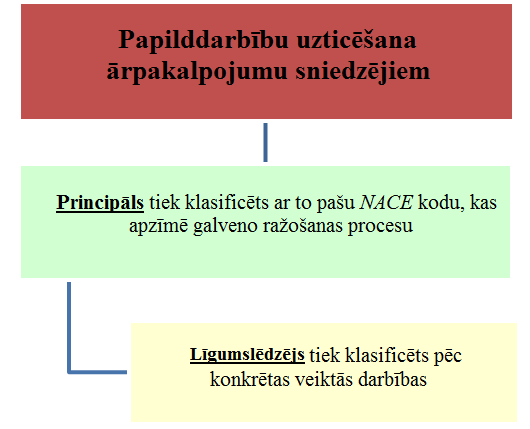 Papilddarbību uzticēšana
ārpakalpojumu sniedzējiem
Principāls tiek klasificēts ar to pašu NACE kodu, kas
apzīmē galveno ražošanas procesu
Līgumslēdzējs tiek klasificēts pēc
konkrētas veiktās darbības